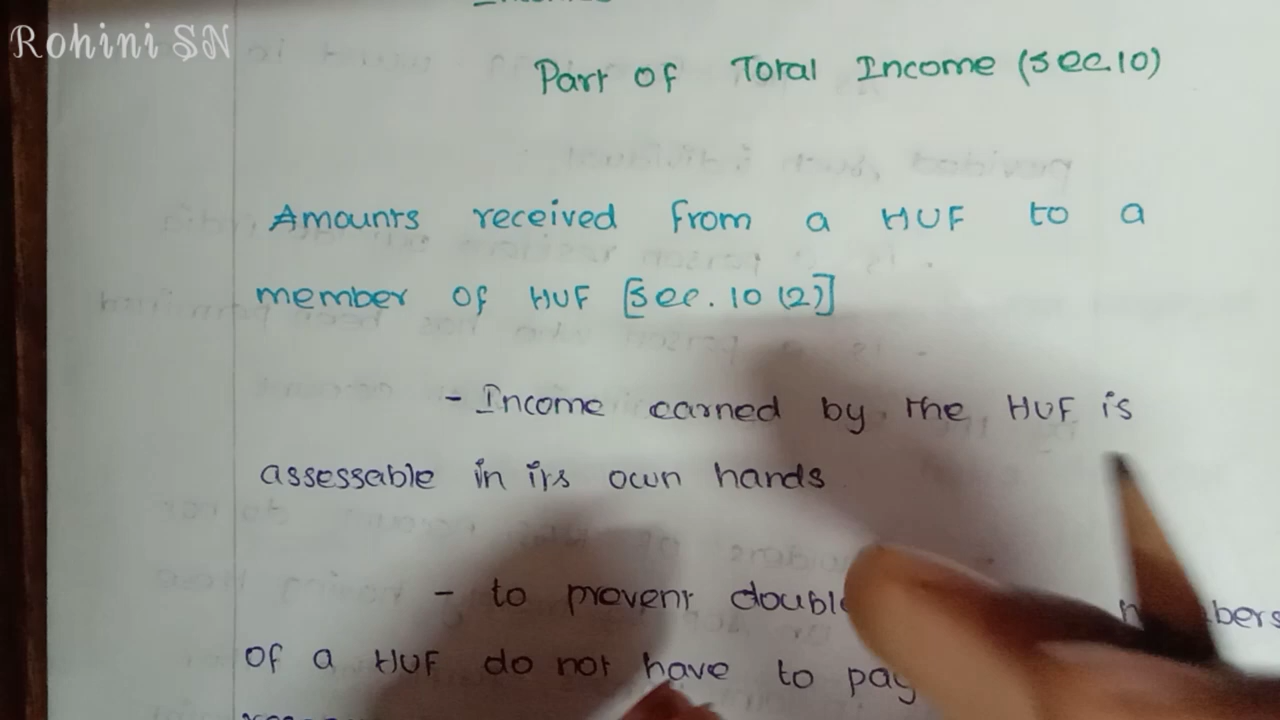 Rohini SN
Part of Total Income (Sec.10)
Amounts received from a HUF to a
member of HUF [Sec. 10 (2)]
- Income earned by the HUF is
assessable in its own hands
- to prevent
of a HUF do not have to pay